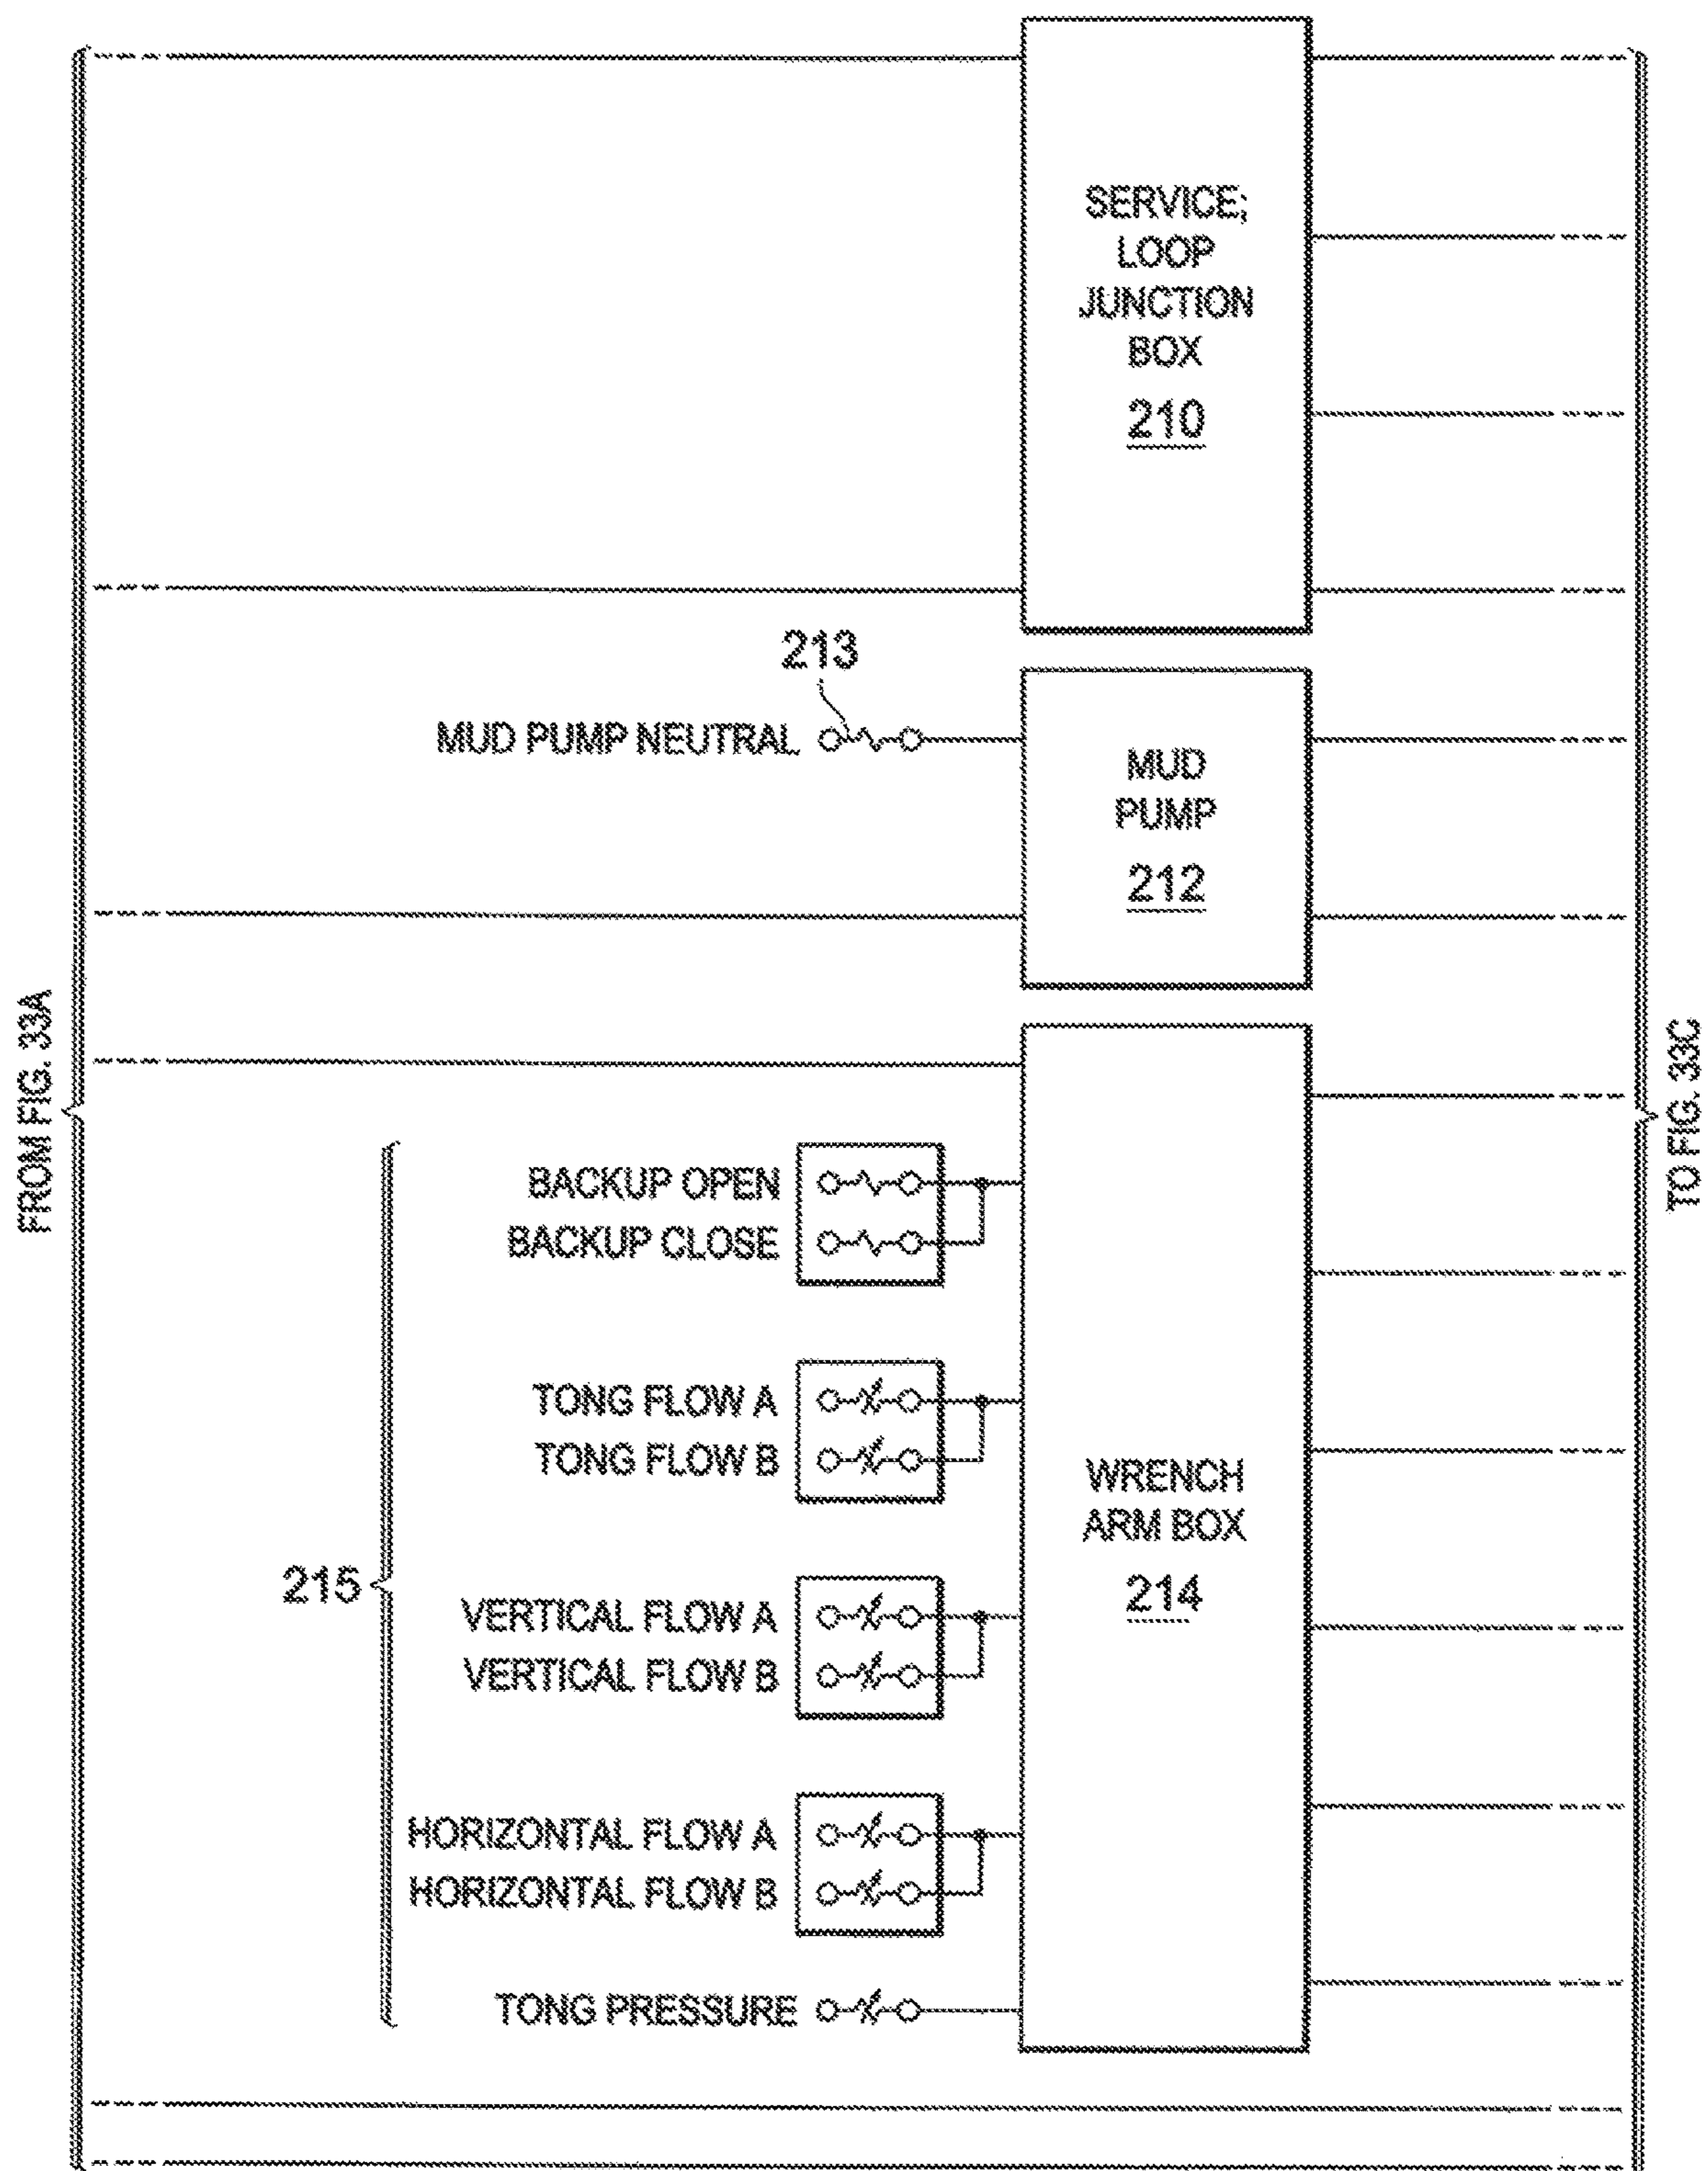 SERVICE;
LOOP
JUNCTION
BOX
210
213
MUD PUMP NEUTRAL
MUD
PUMP
212
FROM FIG. 33A
TO FIG. 33C
BACKUP OPEN
BACKUP CLOSE
TONG FLOW A
TONG FLOW B
WRENCH
ARM BOX
214
215
VERTICAL FLOW A
VERTICAL FLOW B
HORIZONTAL FLOW A
HORIZONTAL FLOW B
TONG PRESSURE